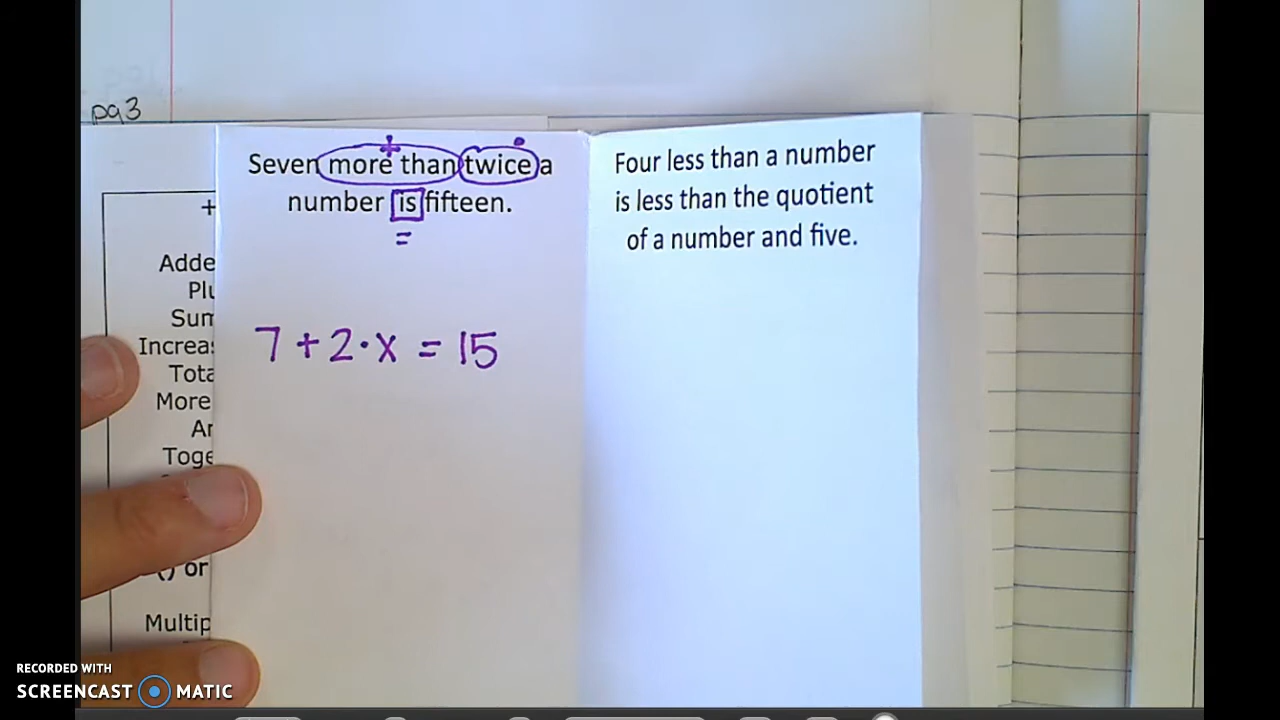 pg3
Seven more than twice a
number is fifteen.
+
•
=
7 + 2 · x = 15
Four less than a number
is less than the quotient
of a number and five.
+
Adde
Plu
Sum
Increas
Tota
More
Toge
() or
Multip
RECORDED WITH
SCREENCAST MATIC